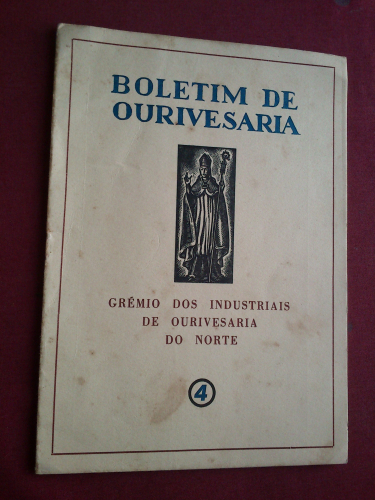 BOLETIM DE
OURIVESARIA
GRÉMIO DOS INDUSTRIAIS
DE OURIVESARIA
DO NORTE
4